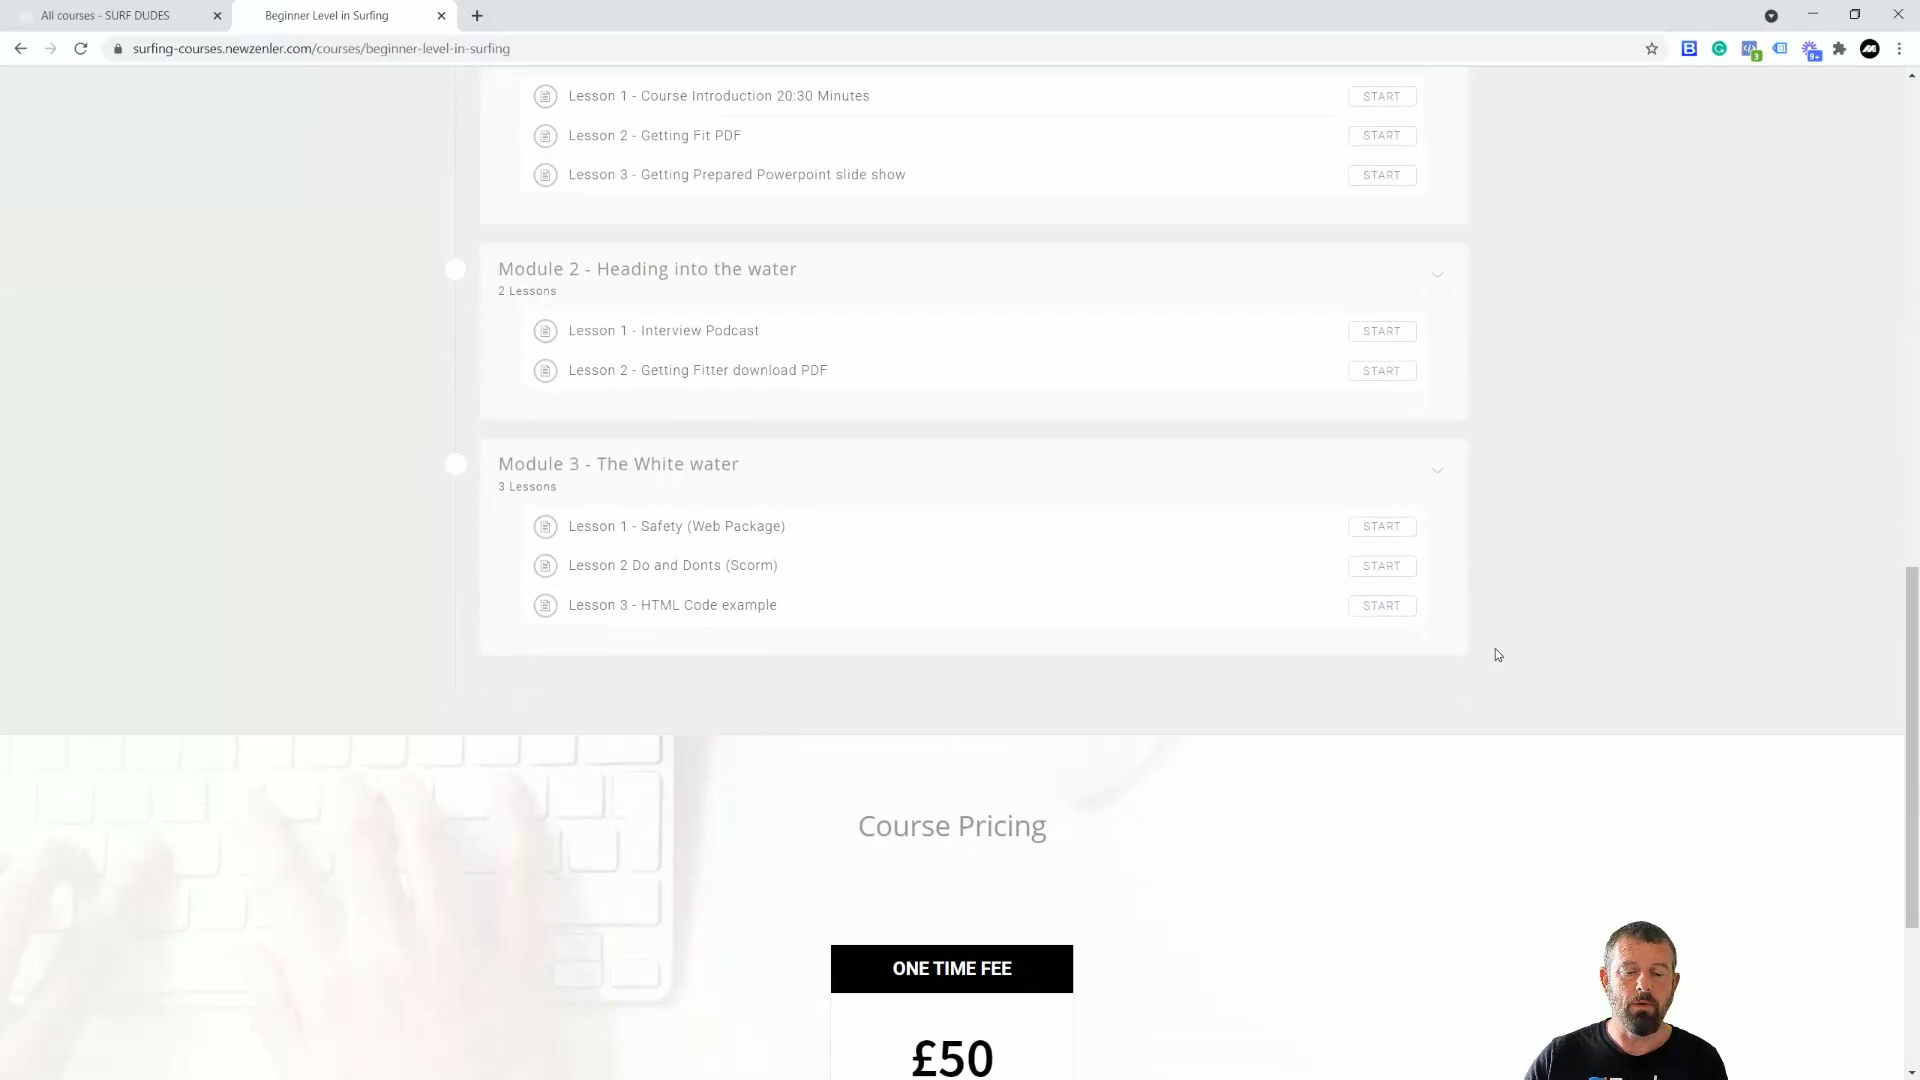 All courses - SURF DUDES
Beginner Level in Surfing
surfing-courses.newzenler.com/courses/beginner-level-in-surfing
3
9+
Lesson 1 - Course Introduction 20:30 Minutes
START
Lesson 2 - Getting Fit PDF
START
Lesson 3 - Getting Prepared Powerpoint slide show
START
Module 2 - Heading into the water
2 Lessons
Lesson 1 - Interview Podcast
START
Lesson 2 - Getting Fitter download PDF
START
Module 3 - The White water
3 Lessons
Lesson 1 - Safety (Web Package)
START
Lesson 2 Do and Donts (Scorm)
START
Lesson 3 - HTML Code example
START
Course Pricing
ONE TIME FEE
£50